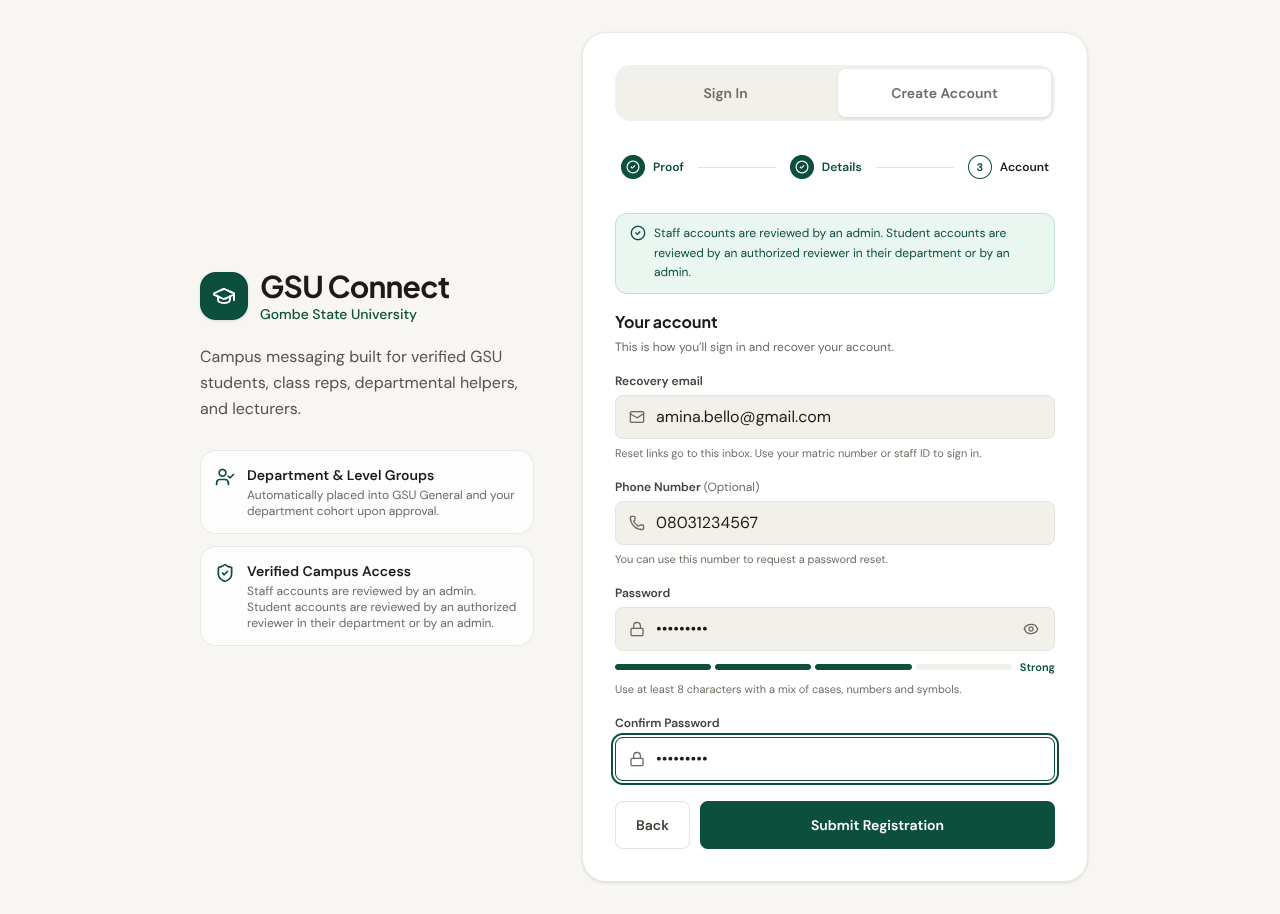 GSU Connect
Gombe State University
Campus messaging built for verified GSU
students, class reps, departmental helpers,
and lecturers.
Department & Level Groups
Automatically placed into GSU General and your
department cohort upon approval.
Verified Campus Access
Staff accounts are reviewed by an admin.
Student accounts are reviewed by an authorized
reviewer in their department or by an admin.
Sign In
Create Account
Proof
Details
3 Account
Staff accounts are reviewed by an admin. Student accounts are
reviewed by an authorized reviewer in their department or by an
admin.
Your account
This is how you'll sign in and recover your account.
Recovery email
amina.bello@gmail.com
Reset links go to this inbox. Use your matric number or staff ID to sign in.
Phone Number (Optional)
08031234567
You can use this number to request a password reset.
Password
•••••••••
Strong
Use at least 8 characters with a mix of cases, numbers and symbols.
Confirm Password
•••••••••
Back
Submit Registration